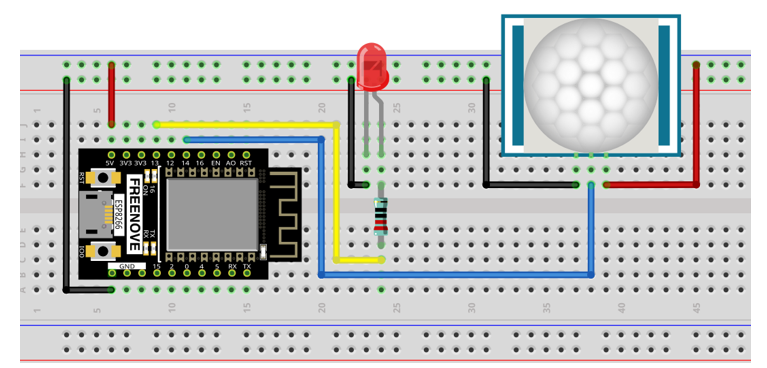 1 5 10 15 20 25 30 35 40 45
J
I
H
G
F
5V 3V3 3V3 13 12 14 16 EN AD RST
RST
ON 16
FREENOVE
ESP8266
RX TX
IO0
GND 15 2 0 4 5 RX TX
E
D
C
B
A
1 5 10 15 20 25 30 35 40 45